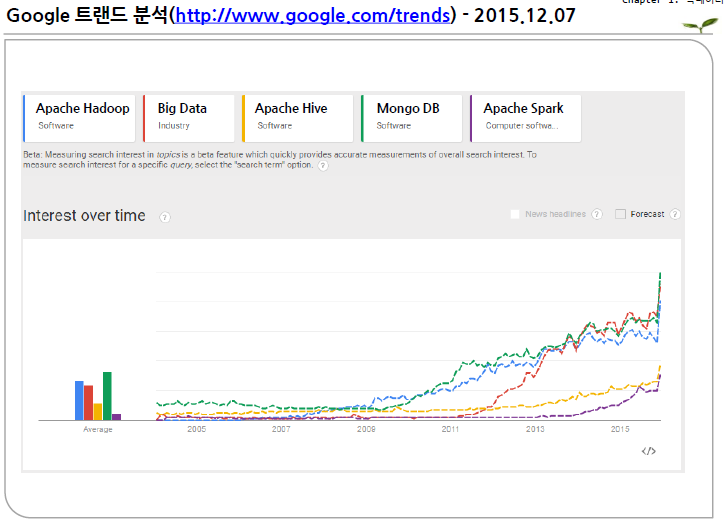 Chapter 1.
Google 트랜드 분석(http://www.google.com/trends) - 2015.12.07
Apache Hadoop Big Data Apache Hive Mongo DB Apache Spark
Software Industry Software Software Computer softwa...
Beta: Measuring search interest in topics is a beta feature which quickly provides accurate measurements of overall search interest. To
measure search interest for a specific query, select the "search term" option. ?
Interest over time ? News headlines ? Forecast ?
Average 2005 2007 2009 2011 2013 2015
</>